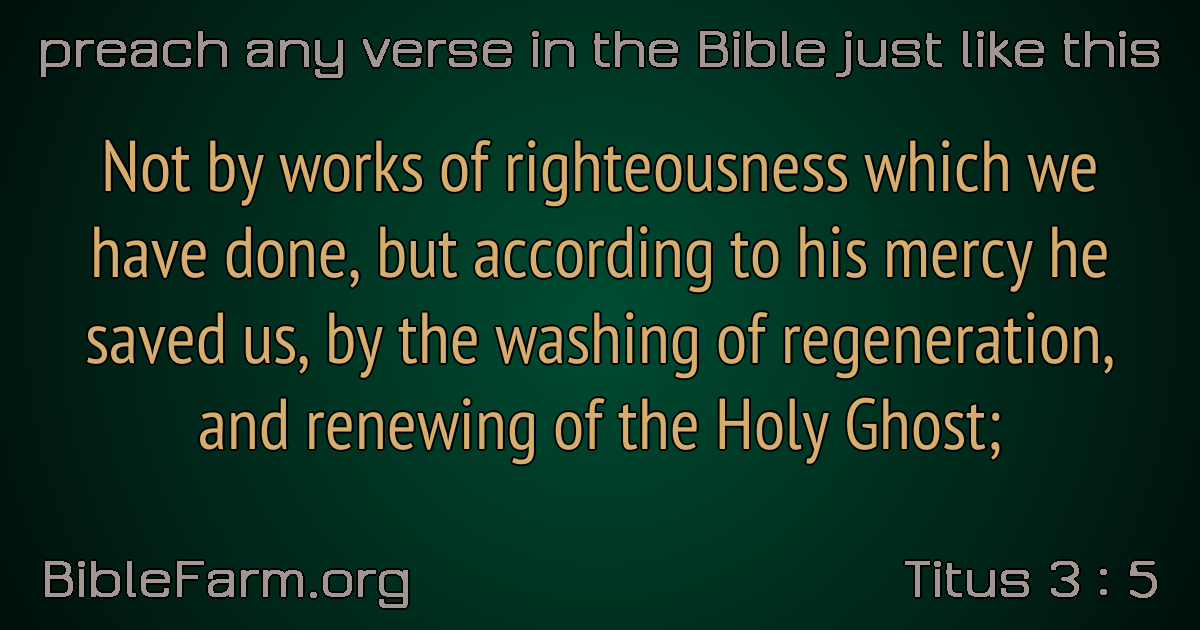 preach any verse in the Bible just like this
Not by works of righteousness which we
have done, but according to his mercy he
saved us, by the washing of regeneration,
and renewing of the Holy Ghost;
BibleFarm.org
Titus 3 : 5